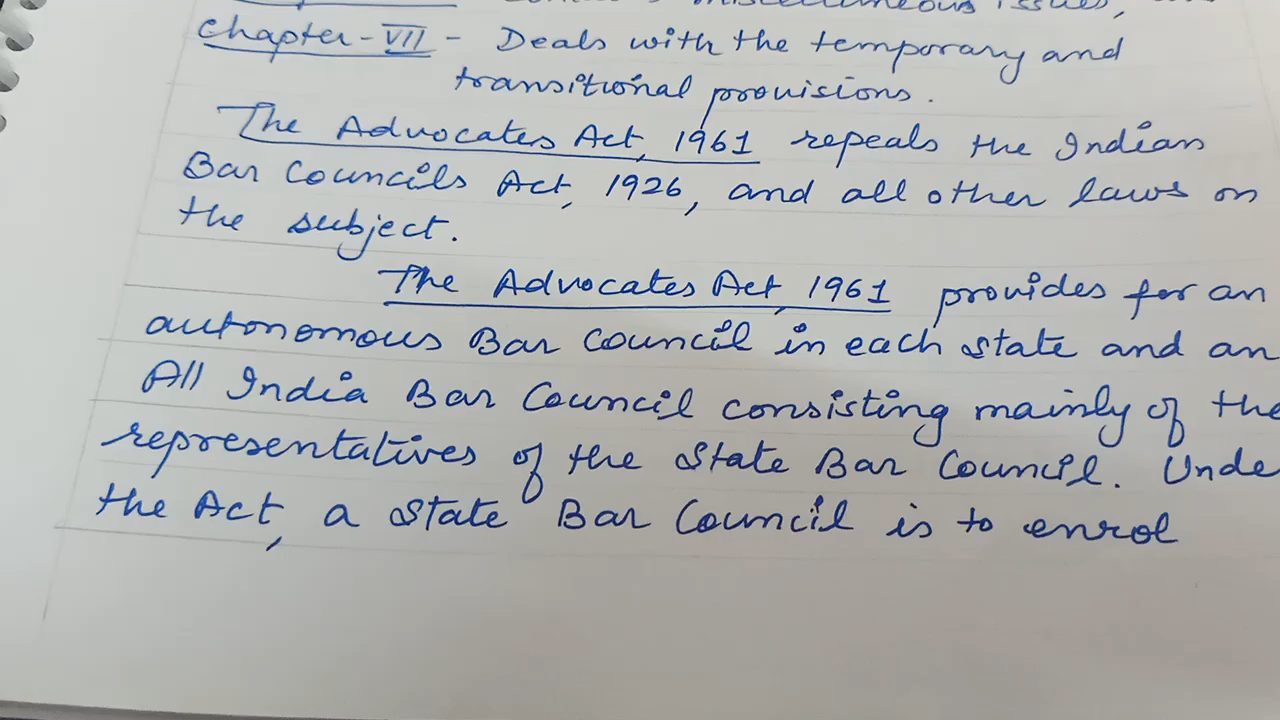 miscellaneous issues,
Chapter-VII - Deals with the temporary and
transitional provisions.
The Advocates Act, 1961 repeals the Indian
Bar Councils Act, 1926, and all other laws on
the subject.
The Advocates Act, 1961 provides for an
autonomous Bar Council in each state and an
All India Bar Council consisting mainly of the
representatives of the State Bar Council. Unde
the Act, a State Bar Council is to enrol